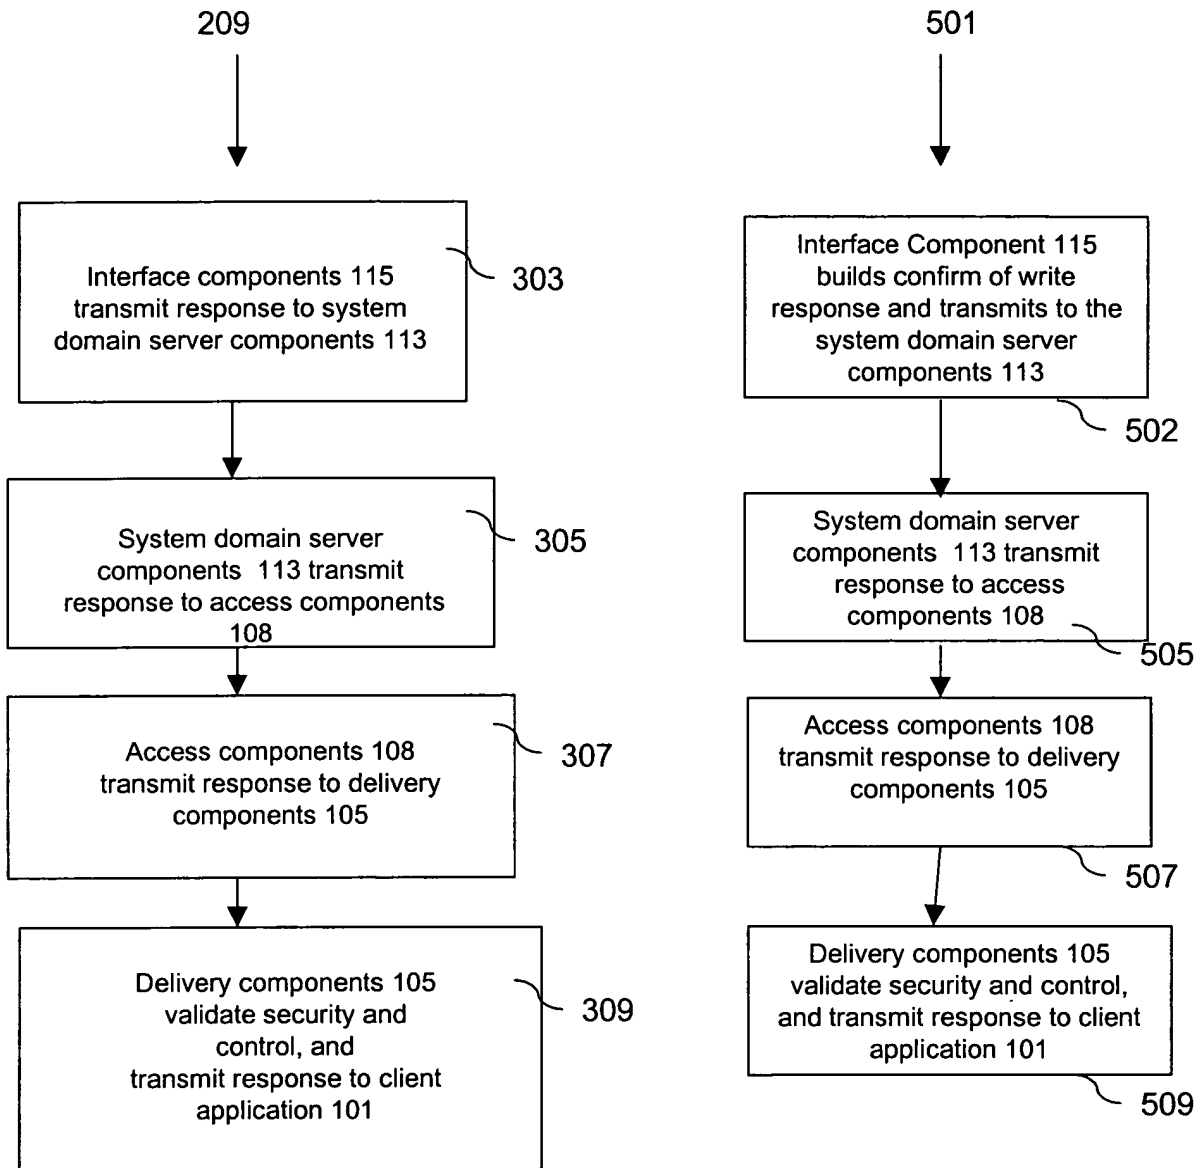 209
Interface components 115
transmit response to system
domain server components 113
303
System domain server
components 113 transmit
response to access components
108
305
Access components 108
transmit response to delivery
components 105
307
Delivery components 105
validate security and
control, and
transmit response to client
application 101
309
501
Interface Component 115
builds confirm of write
response and transmits to the
system domain server
components 113
502
System domain server
components 113 transmit
response to access
components 108
505
Access components 108
transmit response to delivery
components 105
507
Delivery components 105
validate security and control,
and transmit response to client
application 101
509